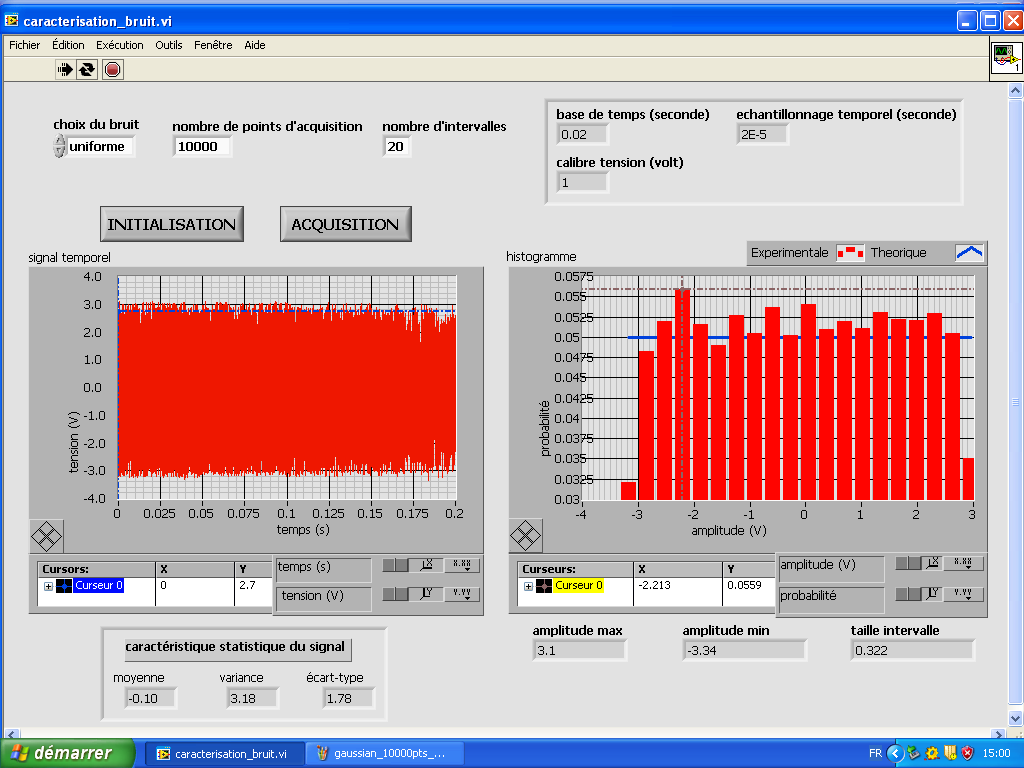 caracterisation_bruit.vi
Fichier Édition Exécution Outils Fenêtre Aide
1
choix du bruit
uniforme
nombre de points d'acquisition
10000
nombre d'intervalles
20
base de temps (seconde)
0.02
echantillonnage temporel (seconde)
2E-5
calibre tension (volt)
1
INITIALISATION
ACQUISITION
signal temporel
4.0
3.0
2.0
1.0
0.0
-1.0
-2.0
-3.0
-4.0
tension (V)
0 0.025 0.05 0.075 0.1 0.125 0.15 0.175 0.2
temps (s)
histogramme
Experimentale Theorique
0.0575
0.055
0.0525
0.05
0.0475
0.045
0.0425
0.04
0.0375
0.035
0.0325
0.03
probabilité
-4 -3 -2 -1 0 1 2 3
amplitude (V)
Cursors: X Y
Curseur 0 0 2.7
temps (s)
tension (V)
X.XX
Y.YY
Curseurs: X Y
Curseur 0 -2.213 0.0559
amplitude (V)
probabilité
X.XX
Y.YY
caractéristique statistique du signal
moyenne variance écart-type
-0.10 3.18 1.78
amplitude max
3.1
amplitude min
-3.34
taille intervalle
0.322
démarrer
caracterisation_bruit.vi
gaussian_10000pts_...
FR
15:00